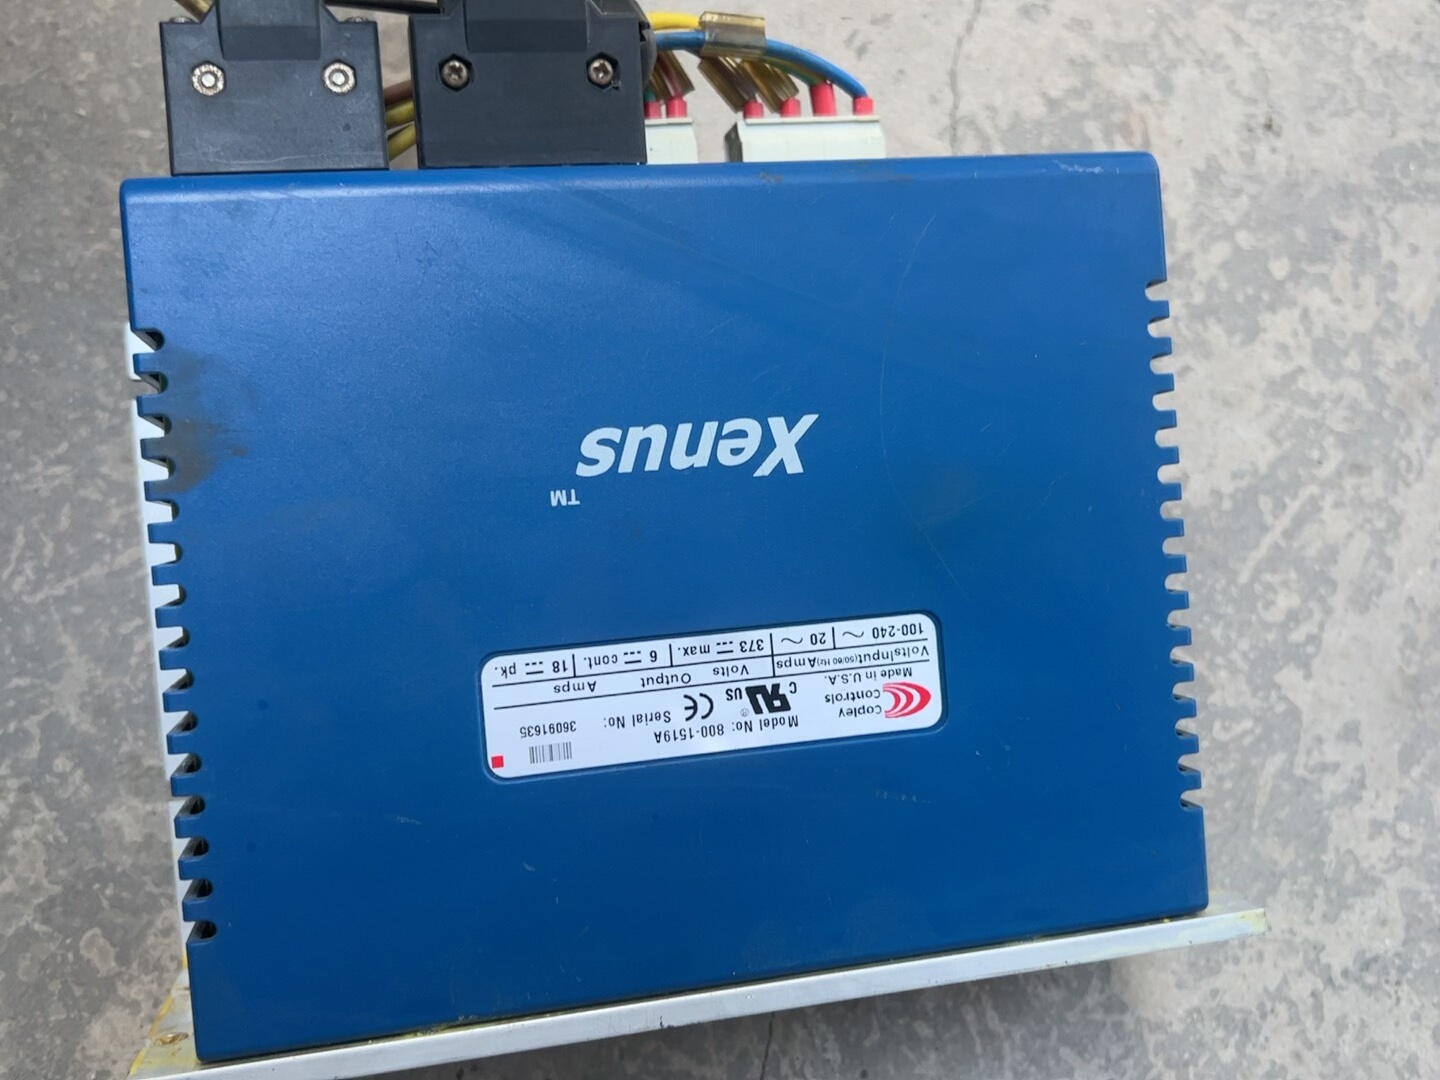 Xenus
TM
Copley
Controls
Made in U.S.A.
Model No: 800-1519A
Serial No: 36091635
C UL US ® CE
Volts Input (50/60 Hz) Amps
100-240 ~ 20 ~
Volts Output Amps
373 max. 6 cont. 18 pk.